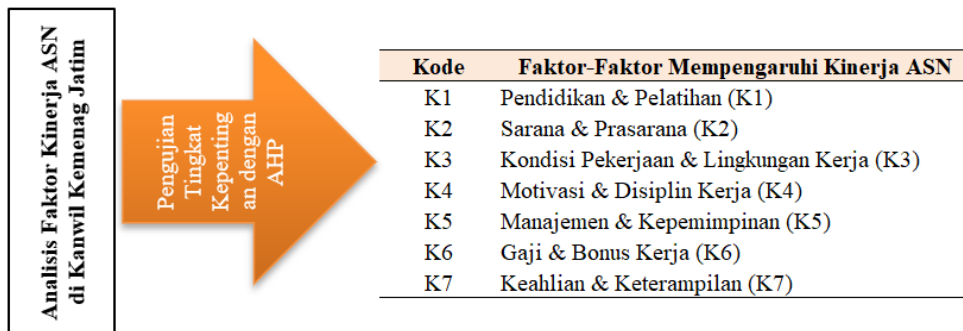 Analisis Faktor Kinerja ASN
di Kanwil Kemenag Jatim
Pengujian
Tingkat
Kepenting
an dengan
AHP
Kode Faktor-Faktor Mempengaruhi Kinerja ASN
K1 Pendidikan & Pelatihan (K1)
K2 Sarana & Prasarana (K2)
K3 Kondisi Pekerjaan & Lingkungan Kerja (K3)
K4 Motivasi & Disiplin Kerja (K4)
K5 Manajemen & Kepemimpinan (K5)
K6 Gaji & Bonus Kerja (K6)
K7 Keahlian & Keterampilan (K7)